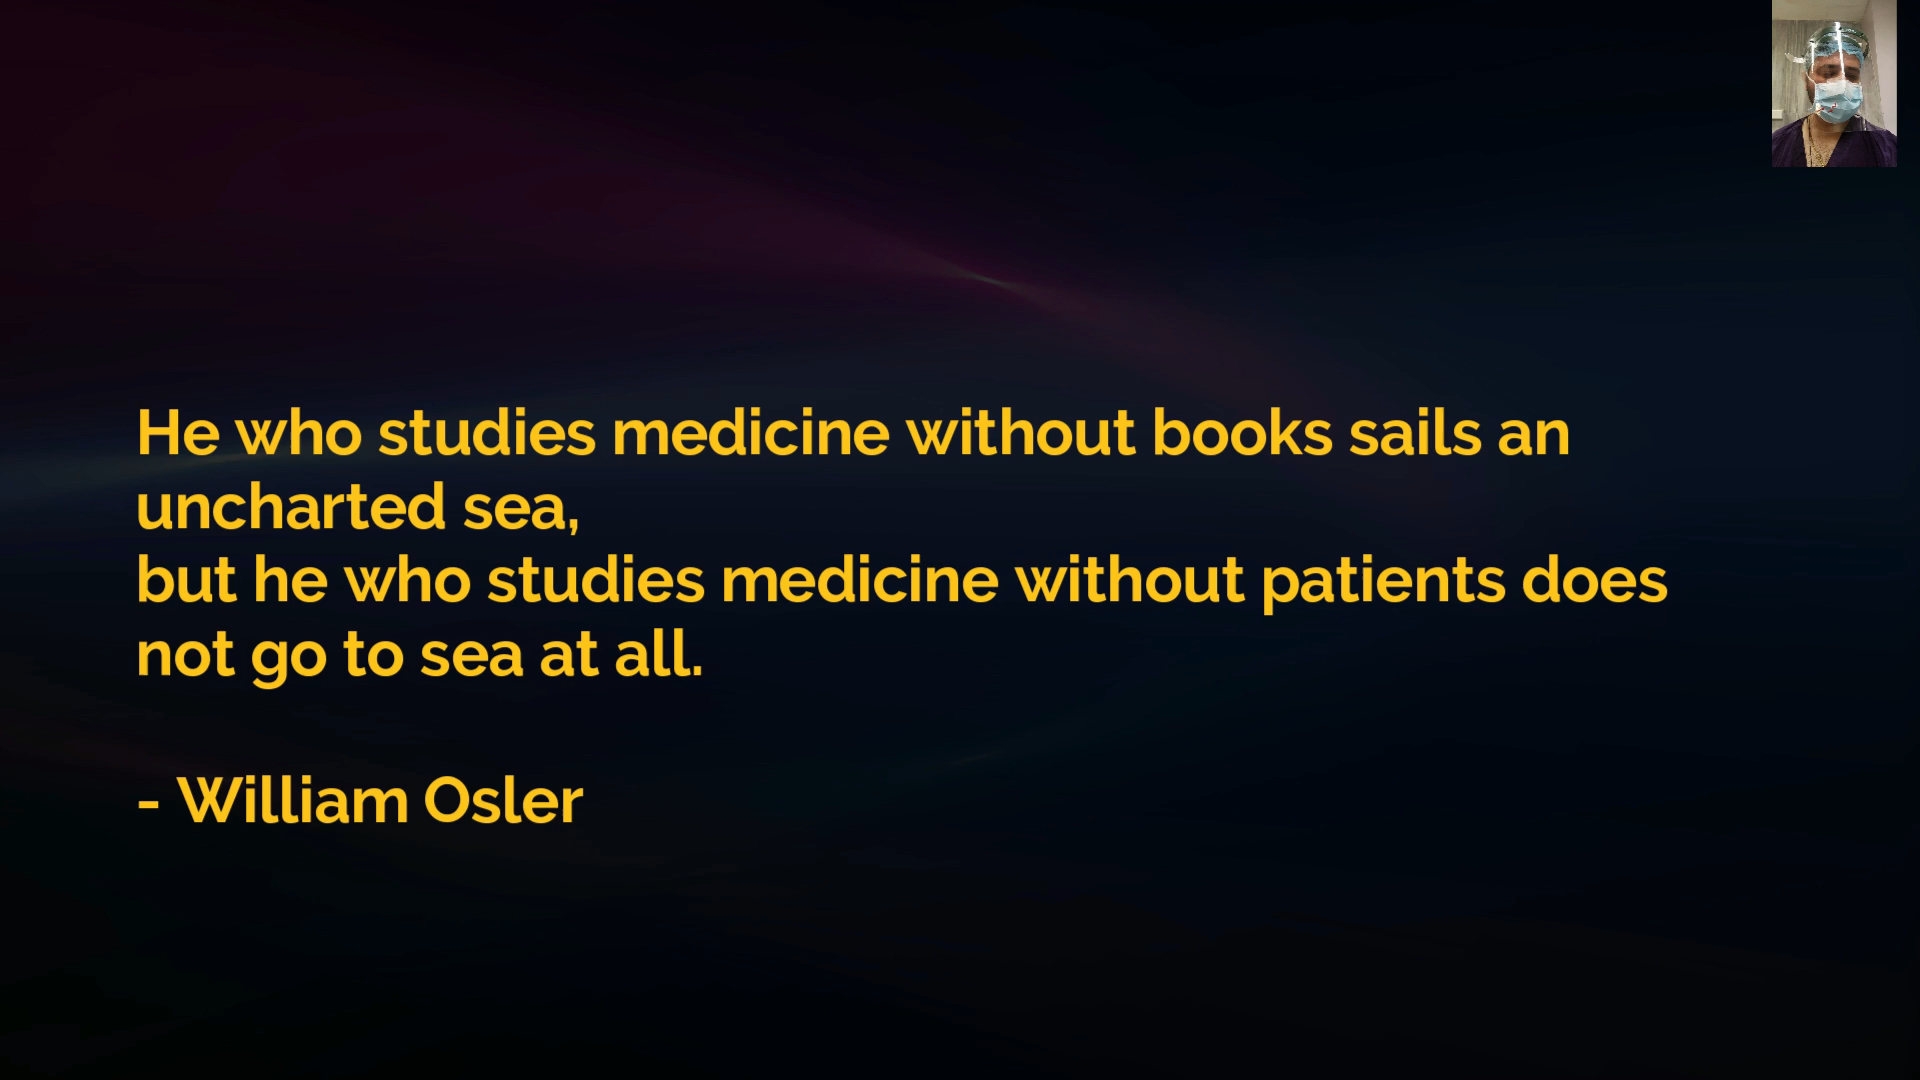 He who studies medicine without books sails an
uncharted sea,
but he who studies medicine without patients does
not go to sea at all.
- William Osler